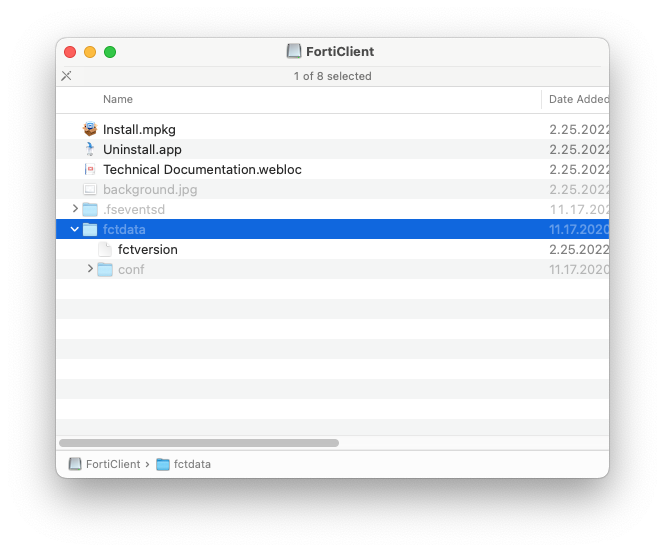 FortiClient
1 of 8 selected
Name Date Added
Install.mpkg 2.25.2022
Uninstall.app 2.25.2022
Technical Documentation.webloc 2.25.2022
background.jpg 2.25.2022
.fseventsd 11.17.202
fctdata 11.17.2020
fctversion 2.25.2022
conf 11.17.2020
FortiClient › fctdata